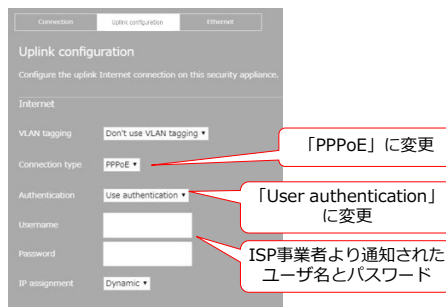 Connection
Uplink configuration
Ethernet
Uplink configuration
Configure the uplink Internet connection on this security appliance.
Internet
VLAN tagging
Don't use VLAN tagging
Connection type
PPPoE
「PPPoE」に変更
Authentication
Use authentication
「User authentication」
に変更
Username
Password
ISP事業者より通知された
ユーザ名とパスワード
IP assignment
Dynamic